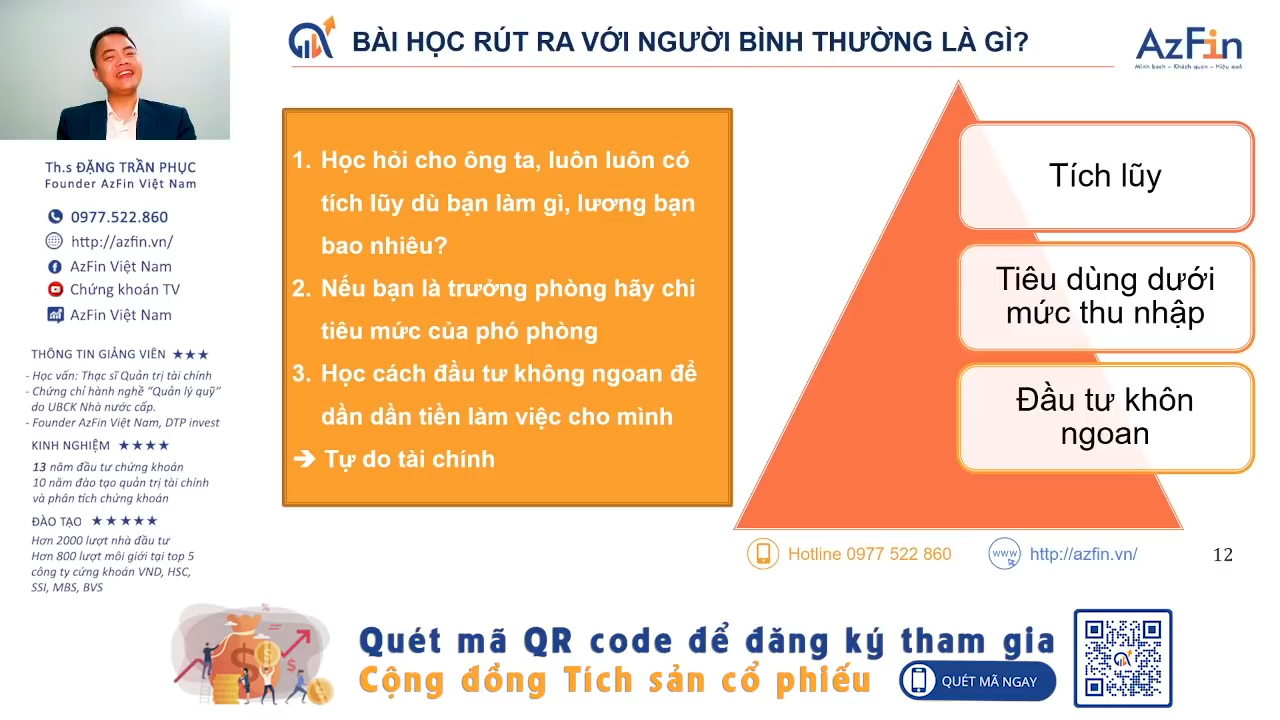 BÀI HỌC RÚT RA VỚI NGƯỜI BÌNH THƯỜNG LÀ GÌ?
AzFin
Minh bạch – Khách quan – Hiệu quả
Th.s ĐẶNG TRẦN PHỤC
Founder AzFin Việt Nam
0977.522.860
http://azfin.vn/
AzFin Việt Nam
Chứng khoán TV
AzFin Việt Nam
THÔNG TIN GIẢNG VIÊN ★★★
- Học vấn: Thạc sĩ Quản trị tài chính
- Chứng chỉ hành nghề "Quản lý quỹ"
do UBCK Nhà nước cấp.
- Founder AzFin Việt Nam, DTP invest
KINH NGHIỆM ★★★★
13 năm đầu tư chứng khoán
10 năm đào tạo quản trị tài chính
và phân tích chứng khoán
ĐÀO TẠO ★★★★★
Hơn 2000 lượt nhà đầu tư
Hơn 800 lượt môi giới tại top 5
công ty cứng khoán VND, HSC,
SSI, MBS, BVS
1. Học hỏi cho ông ta, luôn luôn có
tích lũy dù bạn làm gì, lương bạn
bao nhiêu?
2. Nếu bạn là trưởng phòng hãy chi
tiêu mức của phó phòng
3. Học cách đầu tư không ngoan để
dần dần tiền làm việc cho mình
➔ Tự do tài chính
Tích lũy
Tiêu dùng dưới
mức thu nhập
Đầu tư khôn
ngoan
Hotline 0977 522 860
www
http://azfin.vn/
12
Quét mã QR code để đăng ký tham gia
Cộng đồng Tích sản cổ phiếu
QUÉT MÃ NGAY